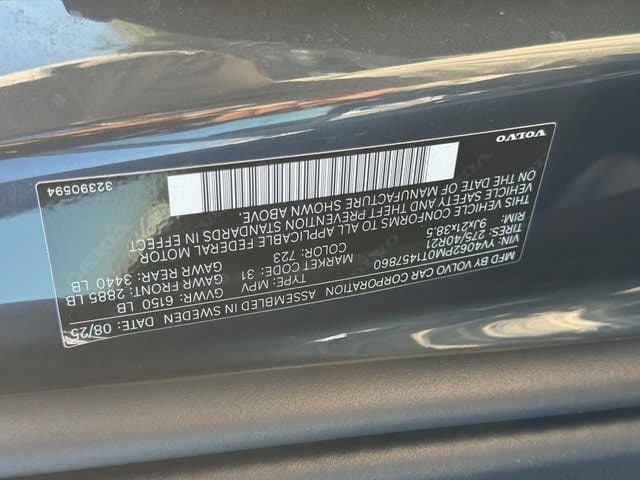 MFD BY VOLVO CAR CORPORATION ASSEMBLED IN SWEDEN DATE: 08/25
VIN: YV4062PM0T1457860 GVWR: 6150 LB
TIRES: 275/40R21 TYPE: MPV GAWR FRONT: 2885 LB
RIM: 9Jx21x38.5 MARKET CODE: 31 GAWR REAR: 3440 LB
COLOR: 723
THIS VEHICLE CONFORMS TO ALL APPLICABLE FEDERAL MOTOR
VEHICLE SAFETY AND THEFT PREVENTION STANDARDS IN EFFECT
ON THE DATE OF MANUFACTURE SHOWN ABOVE.
VOLVO 32390594